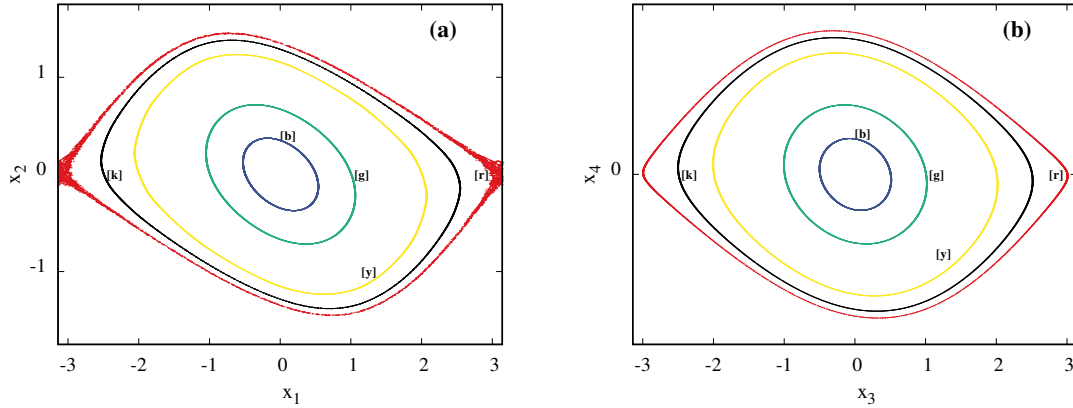 (a)
x2
1
0
-1
[b]
[k]
[g]
[r]
[y]
-3 -2 -1 0 1 2 3
x1
(b)
x4
0
[b]
[k]
[g]
[r]
[y]
-3 -2 -1 0 1 2 3
x3